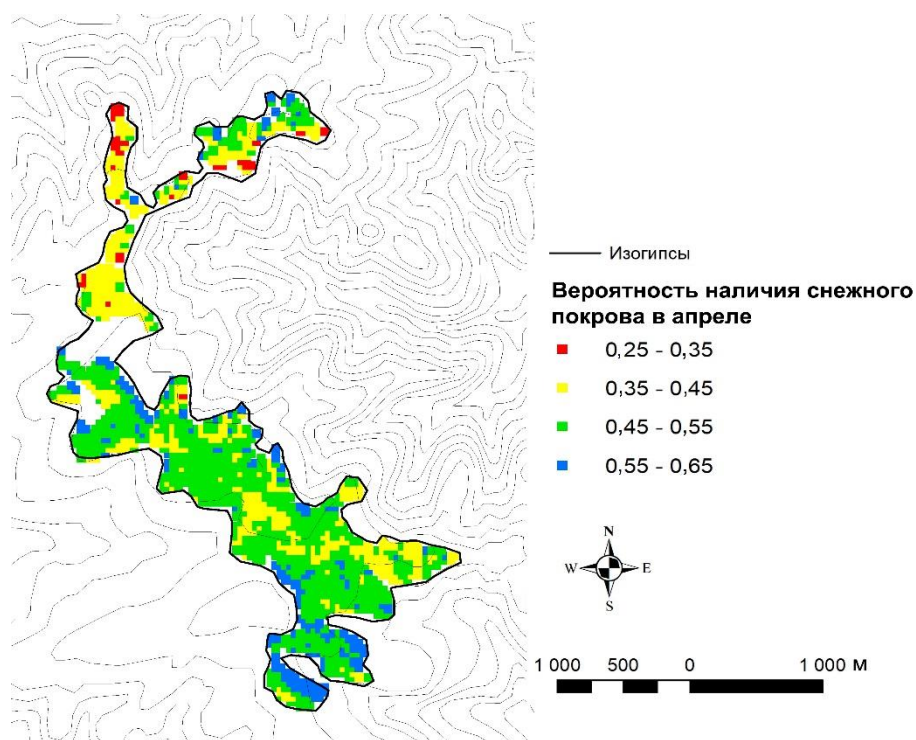 Изогипсы
Вероятность наличия снежного
покрова в апреле
0,25 - 0,35
0,35 - 0,45
0,45 - 0,55
0,55 - 0,65
N
W E
S
1 000 500 0 1 000 м